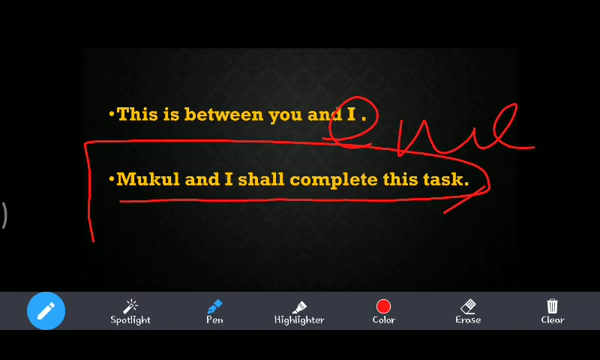 •This is between you and I .
me
•Mukul and I shall complete this task.
Spotlight
Pen
Highlighter
Color
Erase
Clear